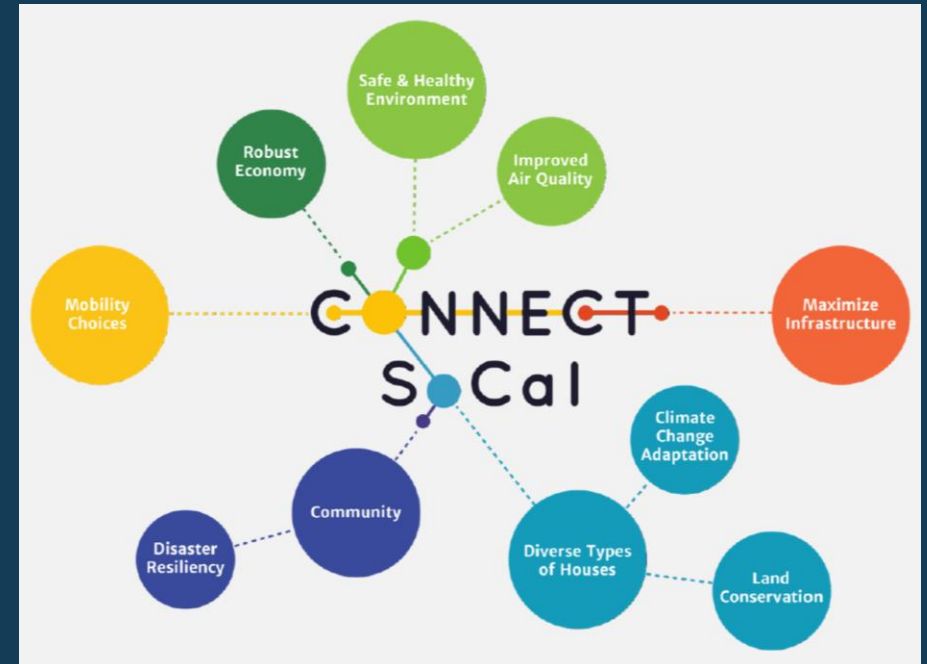 Safe & Healthy
Environment
Robust
Economy
Improved
Air Quality
Mobility
Choices
CONNECT
SoCal
Maximize
Infrastructure
Climate
Change
Adaptation
Community
Disaster
Resiliency
Diverse Types
of Houses
Land
Conservation